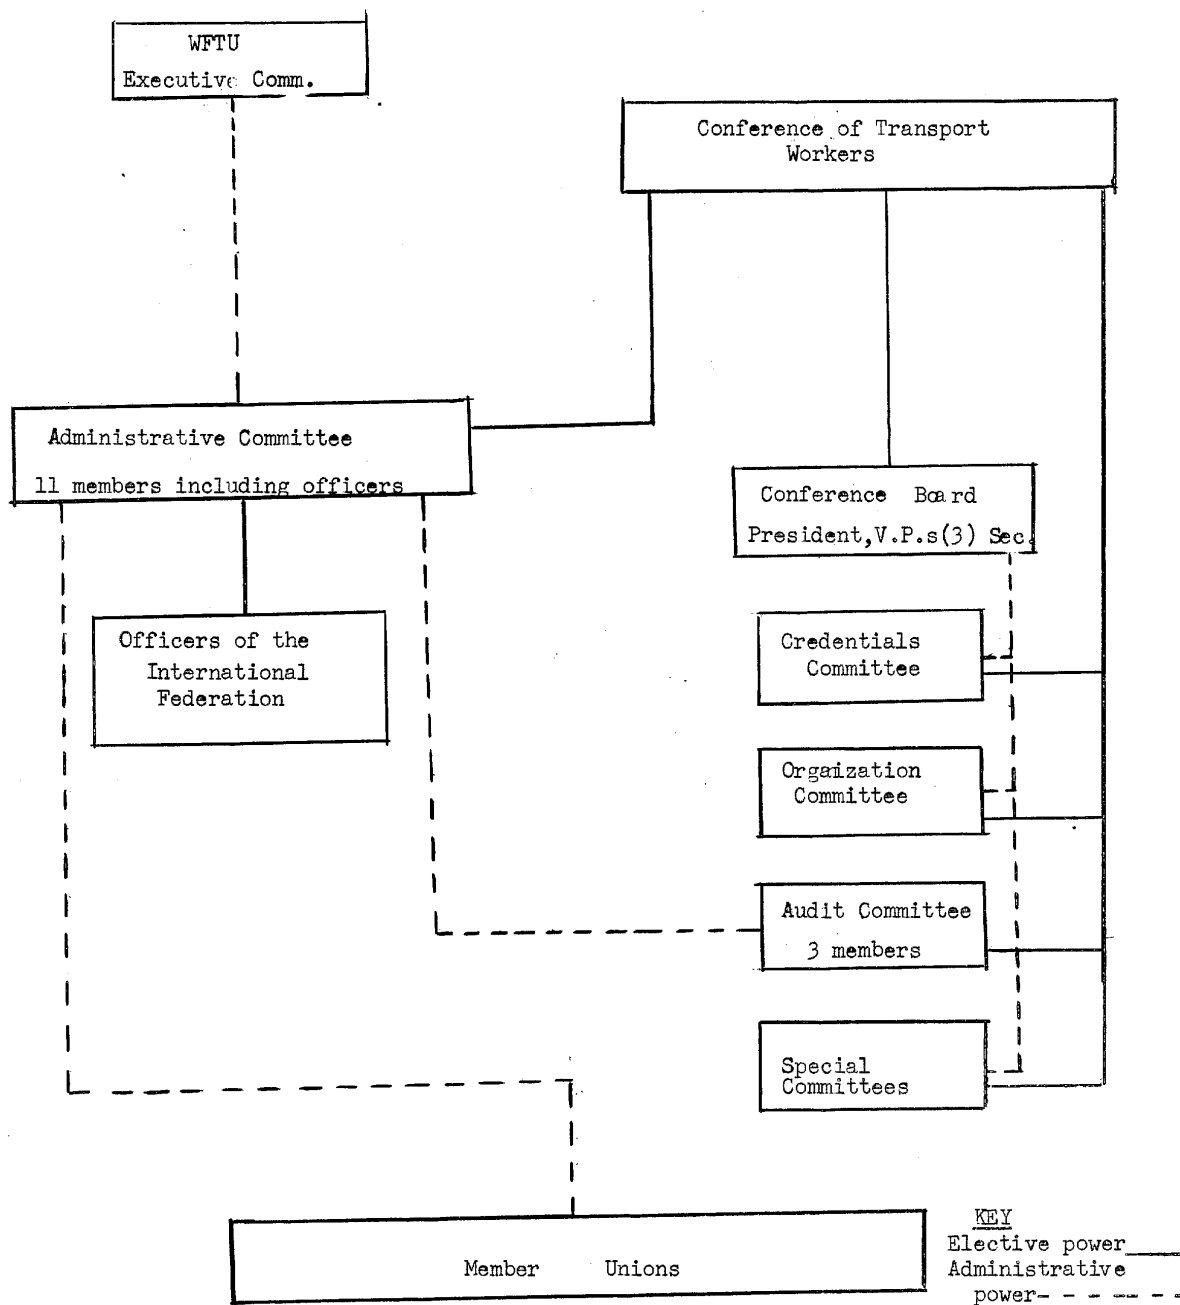 WFTU
Executive Comm.
Conference of Transport
Workers
Administrative Committee
11 members including officers
Conference Board
President,V.P.s(3) Sec.
Officers of the
International
Federation
Credentials
Committee
Orgaization
Committee
Audit Committee
3 members
Special
Committees
Member Unions
KEY
Elective power
Administrative
power